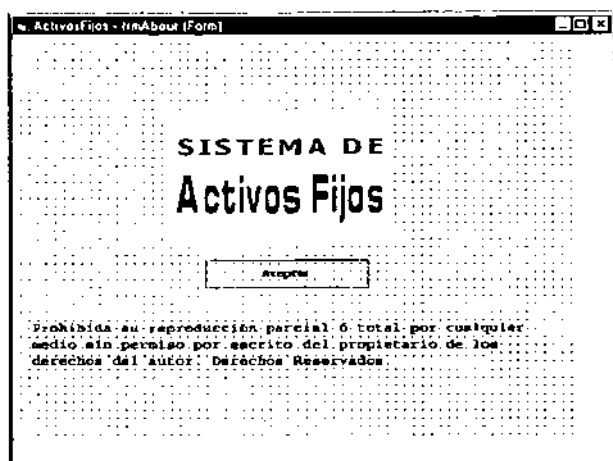 ActivosFijos - frmAbout (Form)
SISTEMA DE
Activos Fijos
Aceptar
Prohibida su reproducción parcial ó total por cualquier
medio sin permiso por escrito del propietario de los
derechos del autor. Derechos Reservados.